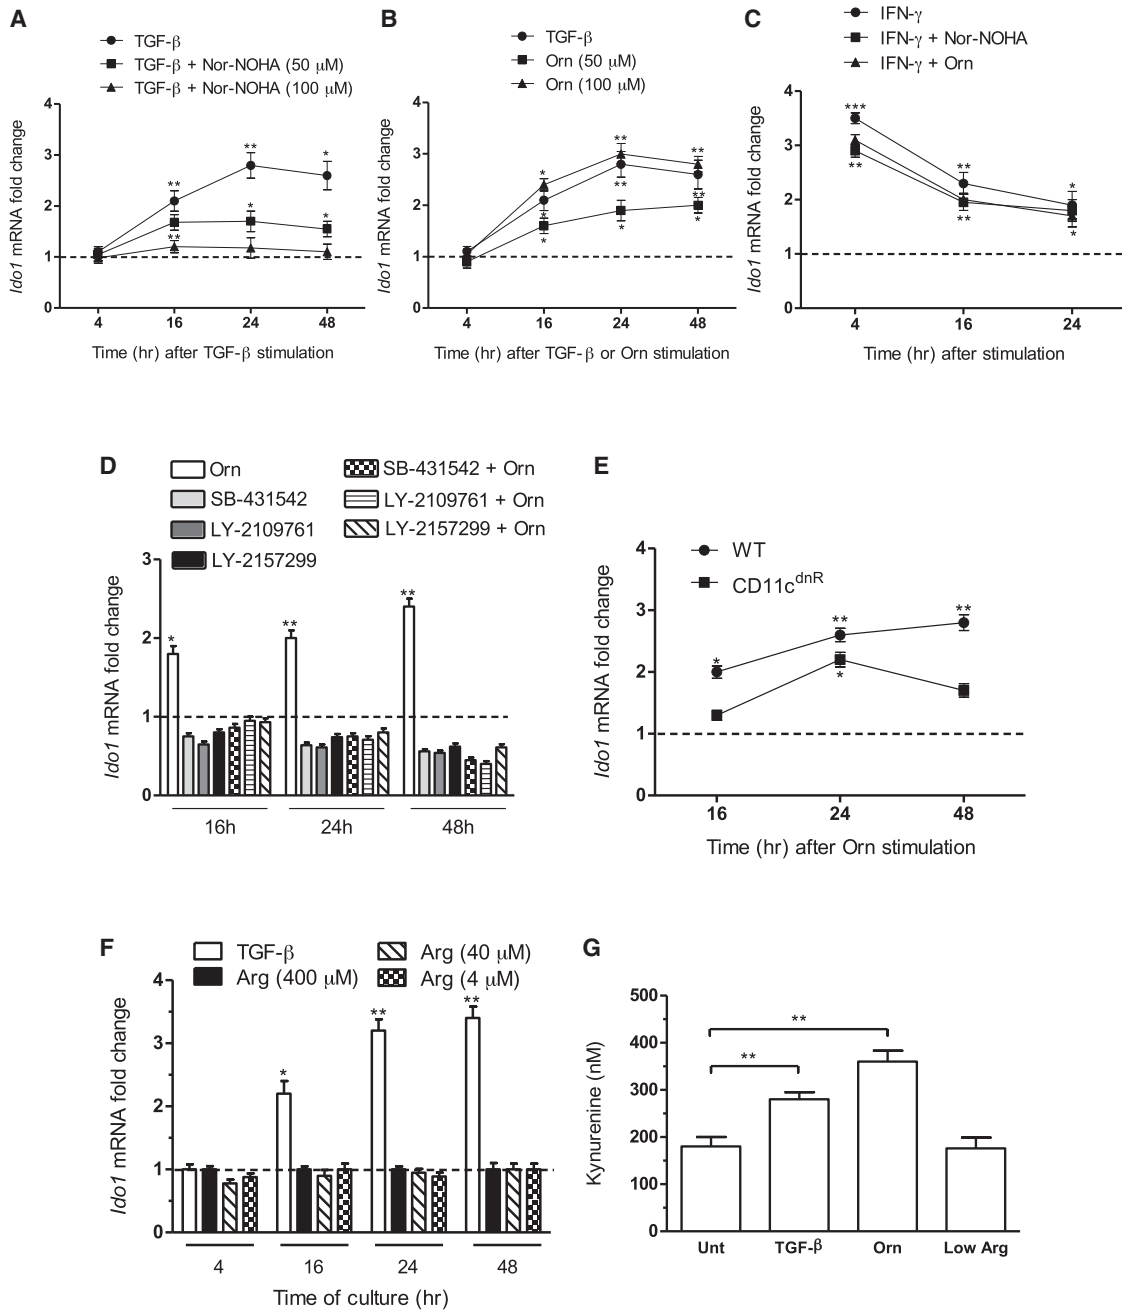 A
TGF-β
TGF-β + Nor-NOHA (50 μM)
TGF-β + Nor-NOHA (100 μM)
Ido1 mRNA fold change
4
3
2
1
0
** ** * ** * *
4 16 24 48
Time (hr) after TGF-β stimulation
B
TGF-β
Orn (50 μM)
Orn (100 μM)
Ido1 mRNA fold change
4
3
2
1
0
* * * ** ** * ** ** *
4 16 24 48
Time (hr) after TGF-β or Orn stimulation
C
IFN-γ
IFN-γ + Nor-NOHA
IFN-γ + Orn
Ido1 mRNA fold change
4
3
2
1
0
*** ** ** ** * *
4 16 24
Time (hr) after stimulation
D
Orn
SB-431542
LY-2109761
LY-2157299
SB-431542 + Orn
LY-2109761 + Orn
LY-2157299 + Orn
Ido1 mRNA fold change
3
2
1
0
* ** **
16h 24h 48h
E
WT
CD11cdnR
Ido1 mRNA fold change
4
3
2
1
0
* ** * **
16 24 48
Time (hr) after Orn stimulation
F
TGF-β
Arg (400 μM)
Arg (40 μM)
Arg (4 μM)
Ido1 mRNA fold change
4
3
2
1
0
* ** **
4 16 24 48
Time of culture (hr)
G
Kynurenine (nM)
500
400
300
200
100
0
** **
Unt TGF-β Orn Low Arg